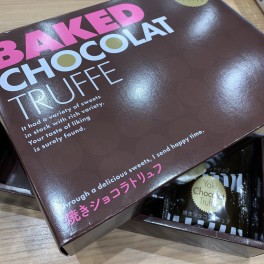 BAKED
CHOCOLAT
TRUFFE
It had a variety of sweets
in stock with rich variety.
Your taste of liking
is surely found.
through a delicious sweets, I send happy time.
焼きショコラトリュフ
Chocolat